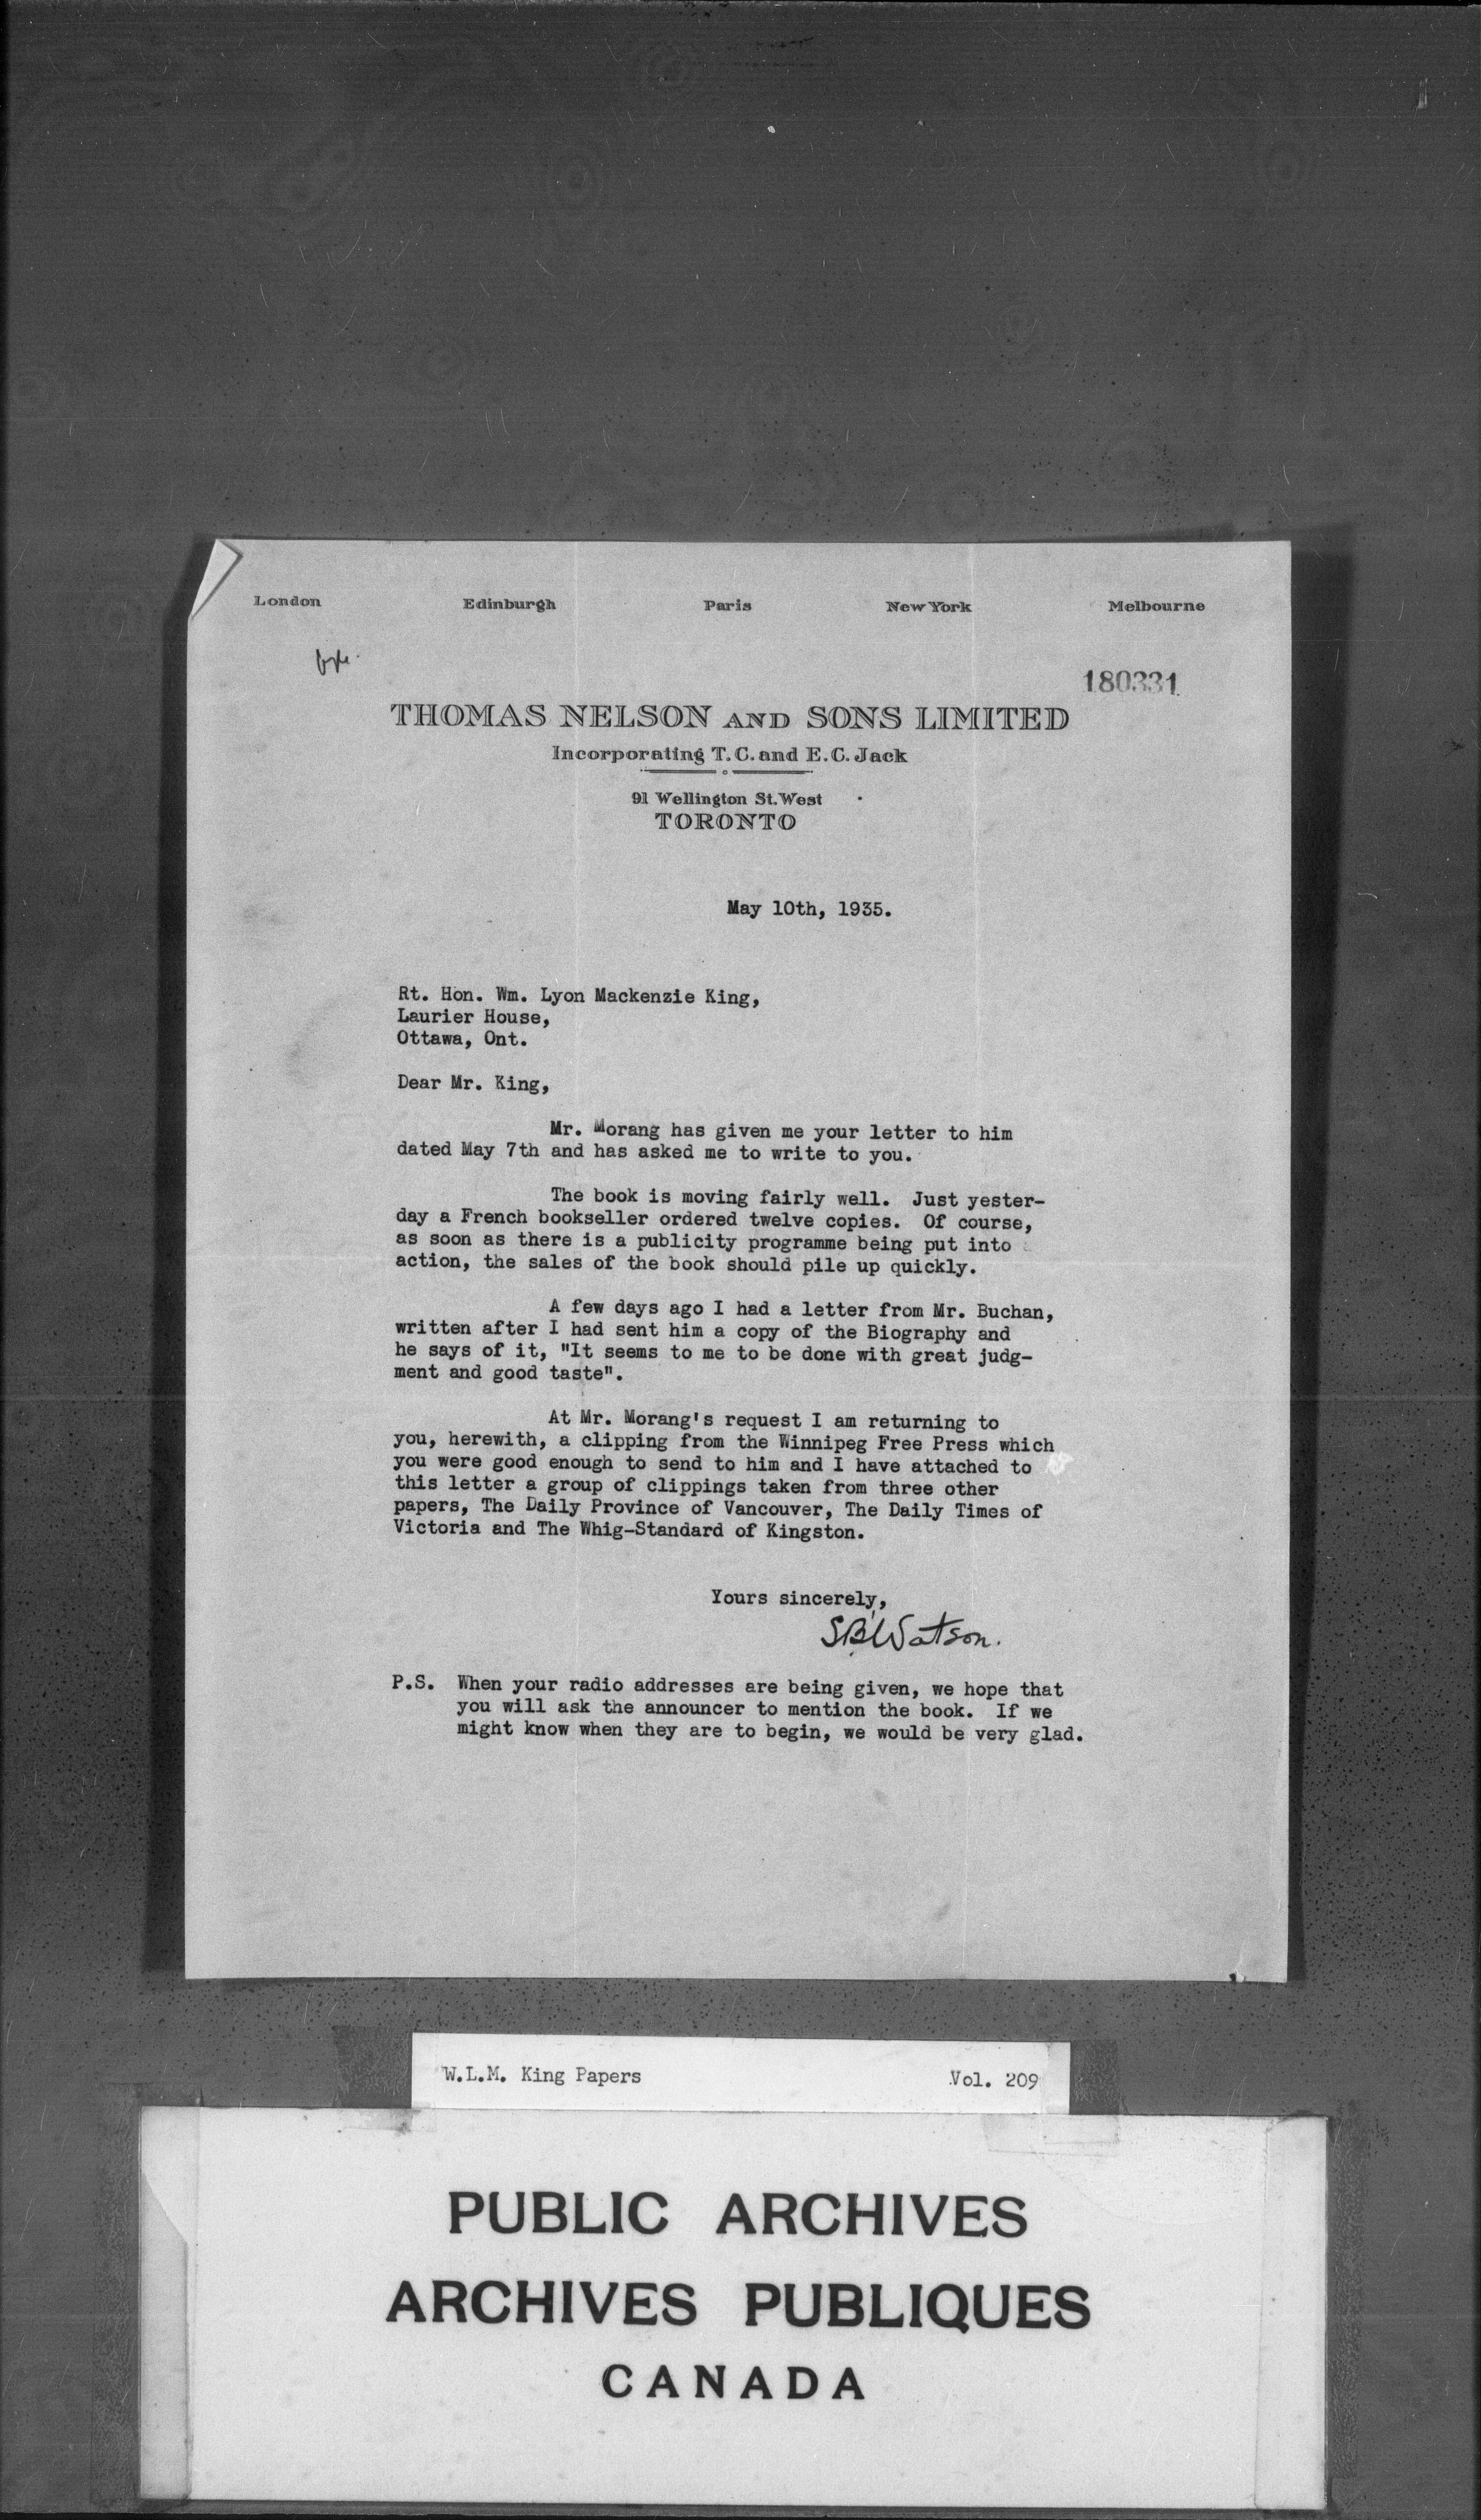 London Edinburgh Paris New York Melbourne
180331
THOMAS NELSON AND SONS LIMITED
Incorporating T. C. and E. C. Jack
91 Wellington St. West
TORONTO
May 10th, 1935.
Rt. Hon. Wm. Lyon Mackenzie King,
Laurier House,
Ottawa, Ont.
Dear Mr. King,
Mr. Morang has given me your letter to him
dated May 7th and has asked me to write to you.
The book is moving fairly well. Just yester-
day a French bookseller ordered twelve copies. Of course,
as soon as there is a publicity programme being put into
action, the sales of the book should pile up quickly.
A few days ago I had a letter from Mr. Buchan,
written after I had sent him a copy of the Biography and
he says of it, "It seems to me to be done with great judg-
ment and good taste".
At Mr. Morang's request I am returning to
you, herewith, a clipping from the Winnipeg Free Press which
you were good enough to send to him and I have attached to
this letter a group of clippings taken from three other
papers, The Daily Province of Vancouver, The Daily Times of
Victoria and The Whig-Standard of Kingston.
Yours sincerely,
S B Watson.
P.S. When your radio addresses are being given, we hope that
you will ask the announcer to mention the book. If we
might know when they are to begin, we would be very glad.
W.L.M. King Papers Vol. 209
PUBLIC ARCHIVES
ARCHIVES PUBLIQUES
CANADA